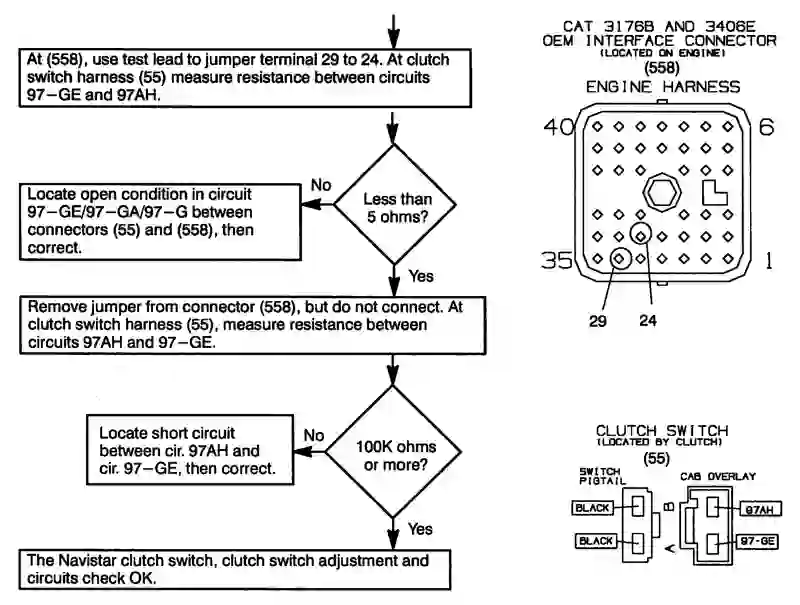 At (558), use test lead to jumper terminal 29 to 24. At clutch
switch harness (55) measure resistance between circuits
97–GE and 97AH.
Less than
5 ohms?
No
Locate open condition in circuit
97–GE/97–GA/97–G between
connectors (55) and (558), then
correct.
Yes
Remove jumper from connector (558), but do not connect. At
clutch switch harness (55), measure resistance between
circuits 97AH and 97–GE.
100K ohms
or more?
No
Locate short circuit
between cir. 97AH and
cir. 97–GE, then correct.
Yes
The Navistar clutch switch, clutch switch adjustment and
circuits check OK.
CAT 3176B AND 3406E
OEM INTERFACE CONNECTOR
(LOCATED ON ENGINE)
(558)
ENGINE HARNESS
40 6
35 1
29 24
CLUTCH SWITCH
(LOCATED BY CLUTCH)
(55)
SWITCH
PIGTAIL
CAB OVERLAY
BLACK B 97AH
BLACK A 97-GE